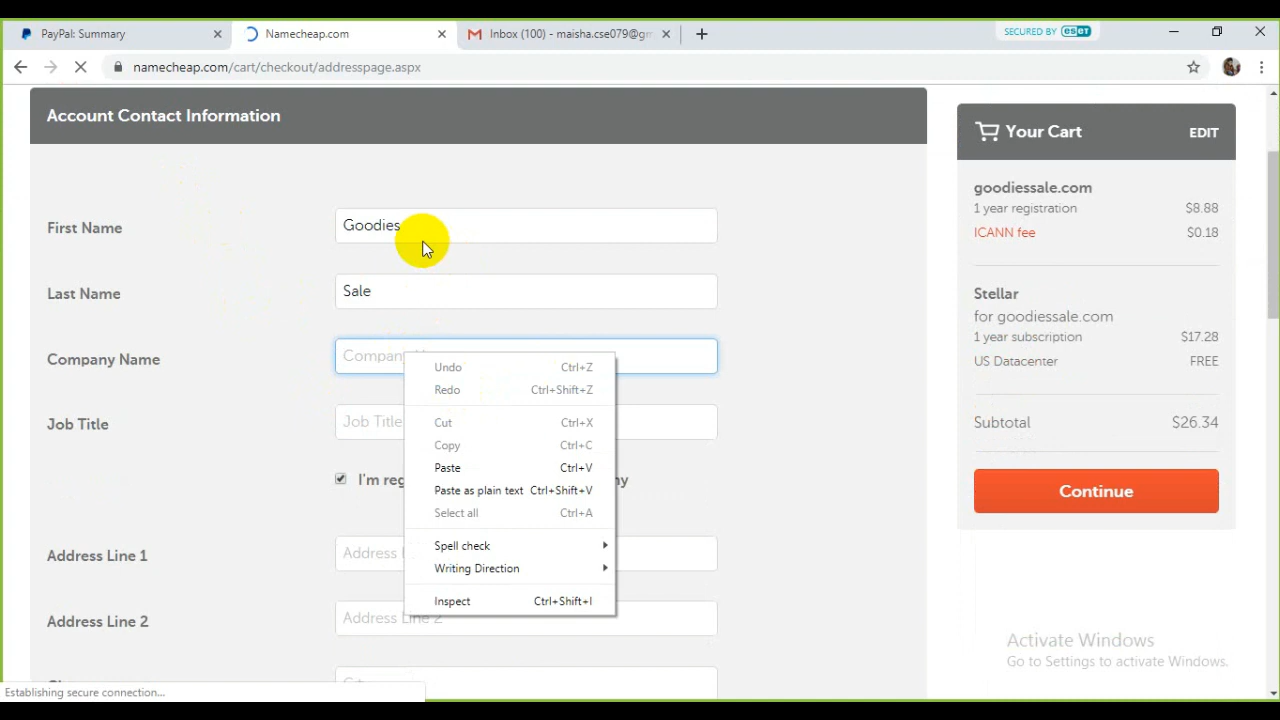 PayPal: Summary
Namecheap.com
Inbox (100) - maisha.cse079@gm
SECURED BY eset
namecheap.com/cart/checkout/addresspage.aspx
Account Contact Information
First Name
Goodies
Last Name
Sale
Company Name
Company
Job Title
Job Title
I'm reg
Address Line 1
Address
Address Line 2
Address Line 2
Undo Ctrl+Z
Redo Ctrl+Shift+Z
Cut Ctrl+X
Copy Ctrl+C
Paste Ctrl+V
Paste as plain text Ctrl+Shift+V
Select all Ctrl+A
Spell check
Writing Direction
Inspect Ctrl+Shift+I
Your Cart EDIT
goodiessale.com
1 year registration $8.88
ICANN fee $0.18
Stellar
for goodiessale.com
1 year subscription $17.28
US Datacenter FREE
Subtotal $26.34
Continue
Activate Windows
Go to Settings to activate Windows.
Establishing secure connection...